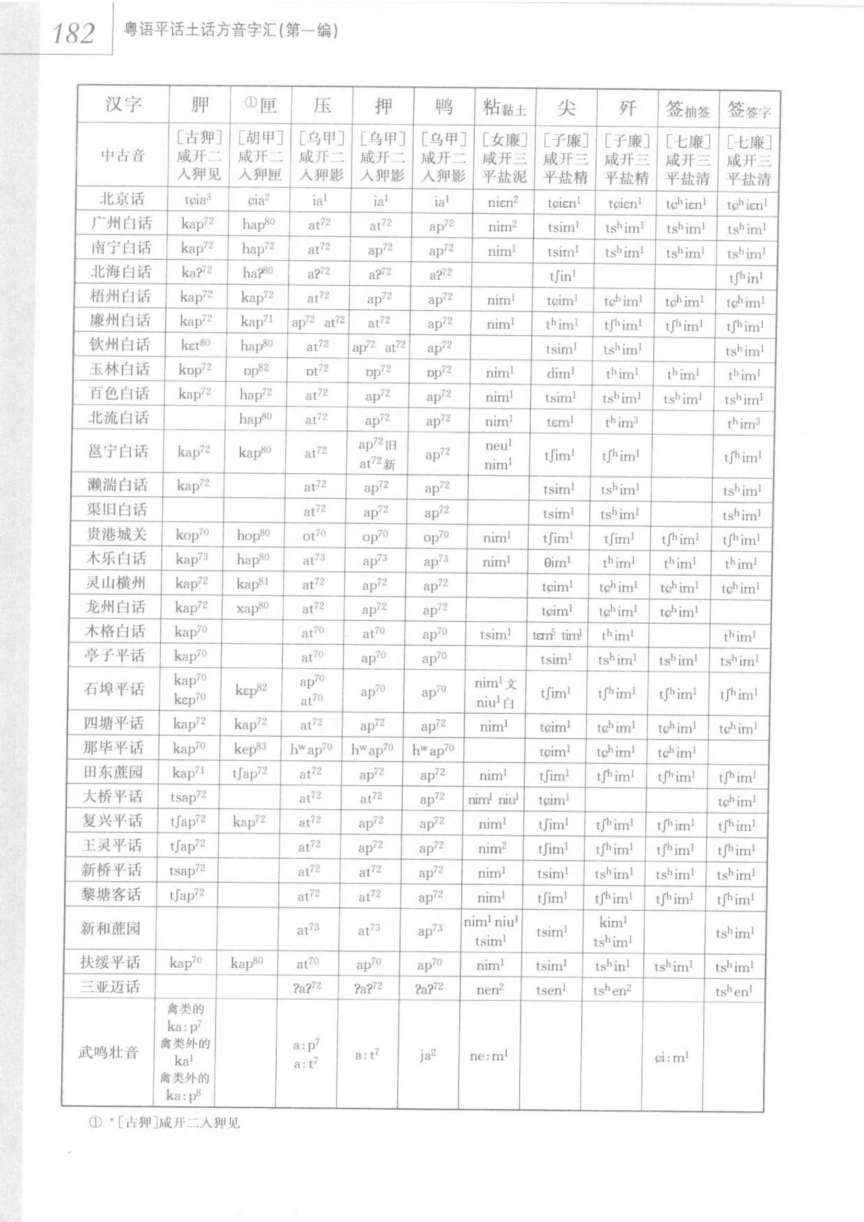 182 粤语平话土话方音字汇(第一编)
汉字 胛 ①匣 压 押 鸭 粘黏土 尖 歼 签抽签 签签字
中古音 [古狎]咸开二入狎见 [胡甲]咸开二入狎匣 [乌甲]咸开二入狎影 [乌甲]咸开二入狎影 [乌甲]咸开二入狎影 [女廉]咸开三平盐泥 [子廉]咸开三平盐精 [子廉]咸开三平盐精 [七廉]咸开三平盐清 [七廉]咸开三平盐清
北京话 tɕia³ ɕia² ia¹ ia¹ ia¹ niɛn² tɕiɛn¹ tɕiɛn¹ tɕʰiɛn¹ tɕʰiɛn¹
广州白话 kap⁷² hap⁸⁰ at⁷² at⁷² ap⁷² nim² tsim¹ tsʰim¹ tsʰim¹ tsʰim¹
南宁白话 kap⁷² hap⁷² at⁷² ap⁷² ap⁷² nim¹ tsim¹ tsʰim¹ tsʰim¹ tsʰim¹
北海白话 kaʔ⁷² haʔ⁸⁰ aʔ⁷² aʔ⁷² aʔ⁷² tʃin¹ tʃʰin¹
梧州白话 kap⁷² kap⁷² at⁷² ap⁷² ap⁷² nim¹ tɕim¹ tɕʰim¹ tɕʰim¹ tɕʰim¹
廉州白话 kap⁷² kap⁷¹ ap⁷² at⁷² at⁷² ap⁷² nim¹ tʰim¹ tʃʰim¹ tʃʰim¹ tʃʰim¹
钦州白话 kɛt⁸⁰ hap⁸⁰ at⁷² ap⁷² at⁷² ap⁷² tsim¹ tsʰim¹ tsʰim¹
玉林白话 kɒp⁷² ɒp⁸² ɒt⁷² ɒp⁷² ɒp⁷² nim¹ dim¹ tʰim¹ tʰim¹ tʰim¹
百色白话 kap⁷² hap⁷² at⁷² ap⁷² ap⁷² nim¹ tsim¹ tsʰim¹ tsʰim¹ tsʰim¹
北流白话 hap⁸⁰ at⁷² ap⁷² ap⁷² nim¹ tɛm¹ tʰim³ tʰim³
邕宁白话 kap⁷² kap⁸⁰ at⁷² ap⁷²旧 at⁷²新 ap⁷² neu¹ nim¹ tʃim¹ tʃʰim¹ tʃʰim¹
濑湍白话 kap⁷² at⁷² ap⁷² ap⁷² tsim¹ tsʰim¹ tsʰim¹
渠旧白话 at⁷² ap⁷² ap⁷² tsim¹ tsʰim¹ tsʰim¹
贵港城关 kop⁷⁰ hop⁸⁰ ot⁷⁰ op⁷⁰ op⁷⁰ nim¹ tʃim¹ tʃim¹ tʃʰim¹ tʃʰim¹
木乐白话 kap⁷³ hap⁸⁰ at⁷³ ap⁷³ ap⁷³ nim¹ θim¹ tʰim¹ tʰim¹ tʰim¹
灵山横州 kap⁷² kap⁸¹ at⁷² ap⁷² ap⁷² tɕim¹ tɕʰim¹ tɕʰim¹ tɕʰim¹
龙州白话 kap⁷² xap⁸⁰ at⁷² ap⁷² ap⁷² tɕim¹ tɕʰim¹ tɕʰim¹
木格白话 kap⁷⁰ at⁷⁰ at⁷⁰ ap⁷⁰ tsim¹ tɛm⁵ tim¹ tʰim¹ tʰim¹
亭子平话 kap⁷⁰ at⁷⁰ ap⁷⁰ ap⁷⁰ tsim¹ tsʰim¹ tsʰim¹ tsʰim¹
石埠平话 kap⁷⁰ kɛp⁷⁰ kɛp⁸² ap⁷⁰ at⁷⁰ ap⁷⁰ ap⁷⁰ nim¹文 niu¹白 tʃim¹ tʃʰim¹ tʃʰim¹ tʃʰim¹
四塘平话 kap⁷² kap⁷² at⁷² ap⁷² ap⁷² nim¹ tɕim¹ tɕʰim¹ tɕʰim¹ tɕʰim¹
那毕平话 kap⁷⁰ kep⁸³ hʷap⁷⁰ hʷap⁷⁰ hʷap⁷⁰ tɕim¹ tɕʰim¹ tɕʰim¹
田东蔗园 kap⁷¹ tʃap⁷² at⁷² ap⁷² ap⁷² nim¹ tʃim¹ tʃʰim¹ tʃʰim¹ tʃʰim¹
大桥平话 tsap⁷² at⁷² at⁷² ap⁷² nim¹ niu¹ tɕim¹ tɕʰim¹
复兴平话 tʃap⁷² kap⁷² at⁷² ap⁷² ap⁷² nim¹ tʃim¹ tʃʰim¹ tʃʰim¹ tʃʰim¹
王灵平话 tʃap⁷² at⁷² ap⁷² ap⁷² nim² tʃim¹ tʃʰim¹ tʃʰim¹ tʃʰim¹
新桥平话 tsap⁷² at⁷² at⁷² ap⁷² nim¹ tsim¹ tsʰim¹ tsʰim¹ tsʰim¹
黎塘客话 tʃap⁷² at⁷² at⁷² ap⁷² nim¹ tʃim¹ tʃʰim¹ tʃʰim¹ tʃʰim¹
新和蔗园 at⁷³ at⁷³ ap⁷³ nim¹ niu¹ tsim¹ tsim¹ kim¹ tsʰim¹ tsʰim¹
扶绥平话 kap⁷⁰ kap⁸⁰ at⁷⁰ ap⁷⁰ ap⁷⁰ nim¹ tsim¹ tsʰin¹ tsʰim¹ tsʰim¹
三亚迈话 ʔaʔ⁷² ʔaʔ⁷² ʔaʔ⁷² nen² tsen¹ tsʰen² tsʰen¹
武鸣壮音 禽类的 ka:p⁷ 禽类外的 ka¹ 禽类外的 ka:p⁸ a:p⁷ a:t⁷ a:t⁷ ja² ne:m¹ ɕi:m¹
① *[古狎]咸开二入狎见